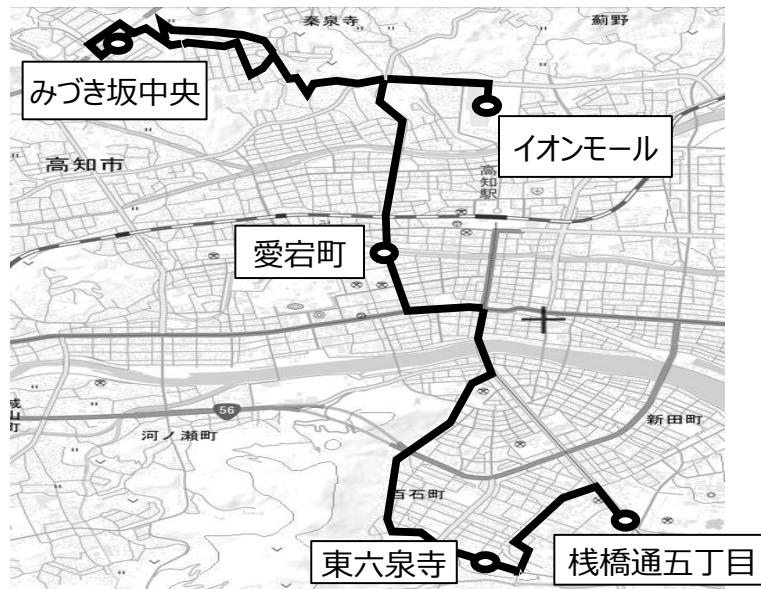 秦泉寺
薊野
みづき坂中央
イオンモール
高知市
高知駅
愛宕町
56
新田町
河ノ瀬町
百石町
東六泉寺
桟橋通五丁目